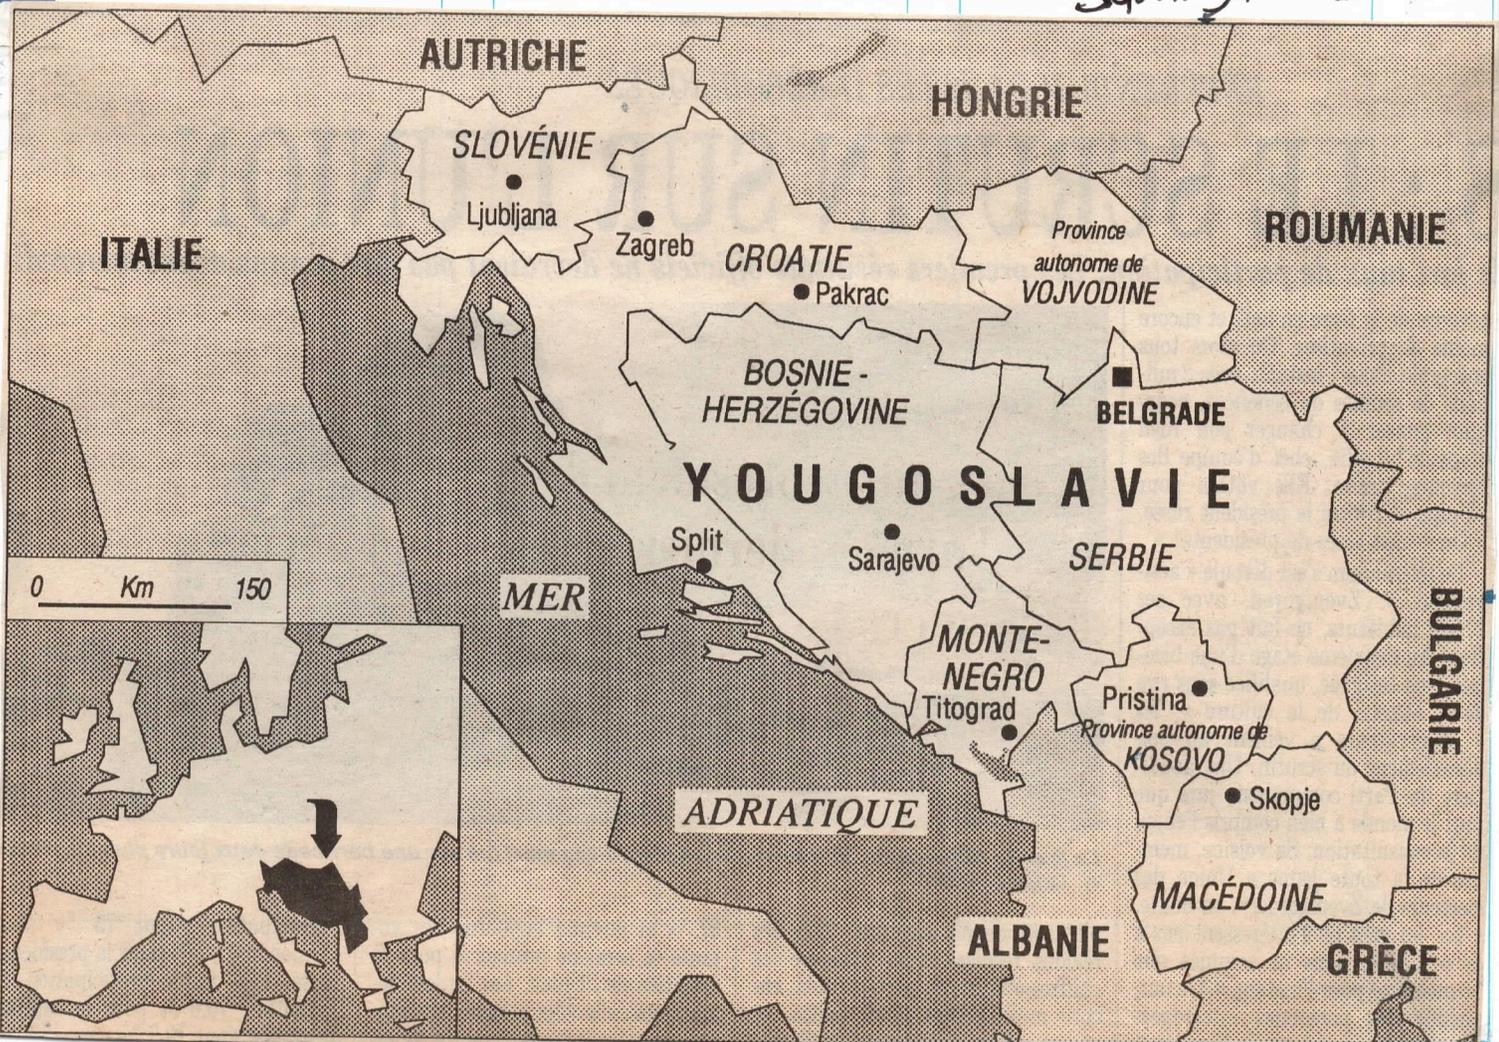 AUTRICHE
HONGRIE
SLOVÉNIE
Ljubljana
ITALIE
Zagreb
CROATIE
Pakrac
Province
autonome de
VOJVODINE
ROUMANIE
BOSNIE -
HERZÉGOVINE
BELGRADE
YOUGOSLAVIE
Split
Sarajevo
SERBIE
0 Km 150
MER
MONTE-
NEGRO
Titograd
Pristina
Province autonome de
KOSOVO
BULGARIE
Skopje
ADRIATIQUE
MACÉDOINE
ALBANIE
GRÈCE